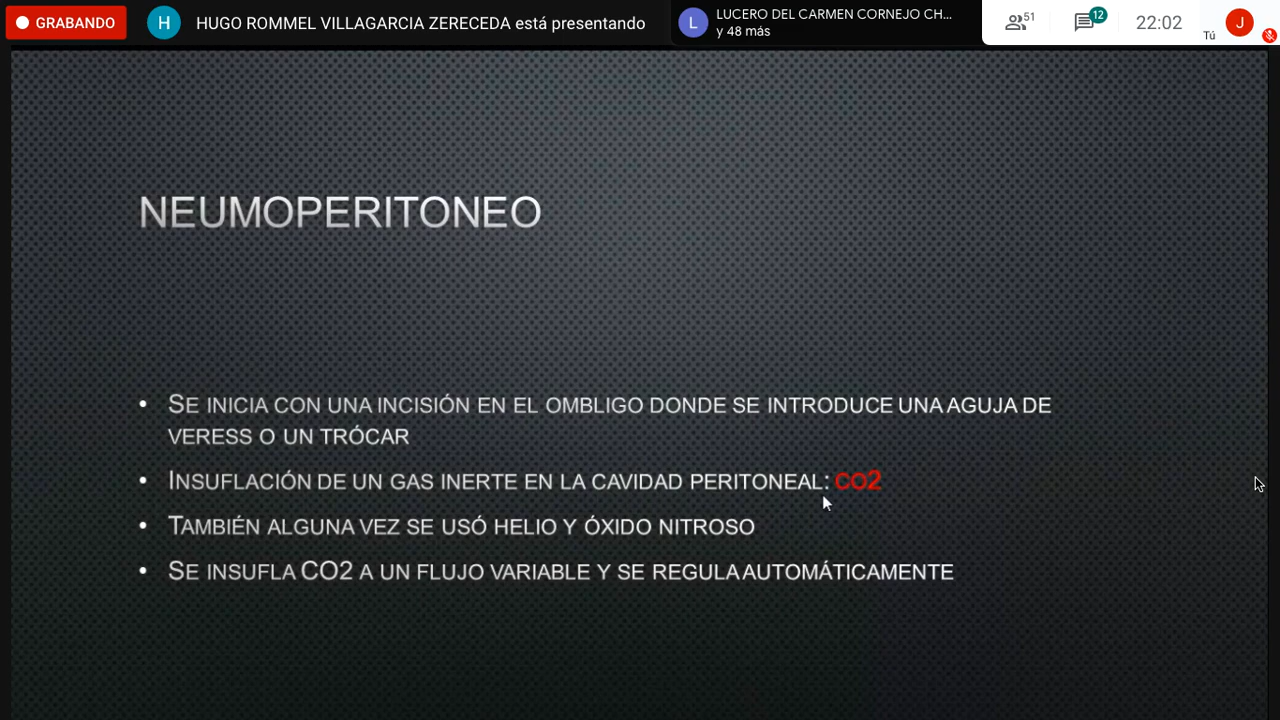 GRABANDO
H
HUGO ROMMEL VILLAGARCIA ZERECEDA está presentando
L
LUCERO DEL CARMEN CORNEJO CH...
y 48 más
51
12
22:02
Tú
J
NEUMOPERITONEO
• SE INICIA CON UNA INCISIÓN EN EL OMBLIGO DONDE SE INTRODUCE UNA AGUJA DE
VERESS O UN TRÓCAR
• INSUFLACIÓN DE UN GAS INERTE EN LA CAVIDAD PERITONEAL: CO2
• TAMBIÉN ALGUNA VEZ SE USÓ HELIO Y ÓXIDO NITROSO
• SE INSUFLA CO2 A UN FLUJO VARIABLE Y SE REGULA AUTOMÁTICAMENTE